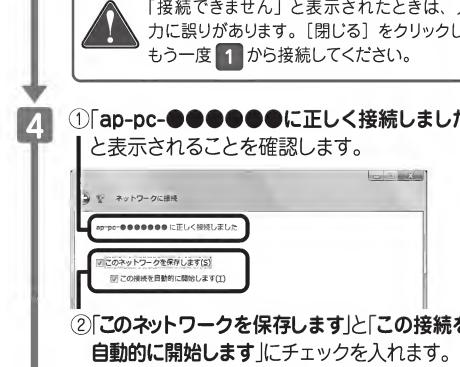 「接続できません」と表示されたときは、
力に誤りがあります。[閉じる]をクリックし
もう一度 1 から接続してください。
4
①「ap-pc-●●●●●●に正しく接続しました
と表示されることを確認します。
ネットワークに接続
ap-pc-●●●●●●● に正しく接続しました
このネットワークを保存します(S)
この接続を自動的に開始します(T)
②「このネットワークを保存します」と「この接続を
自動的に開始します」にチェックを入れます。